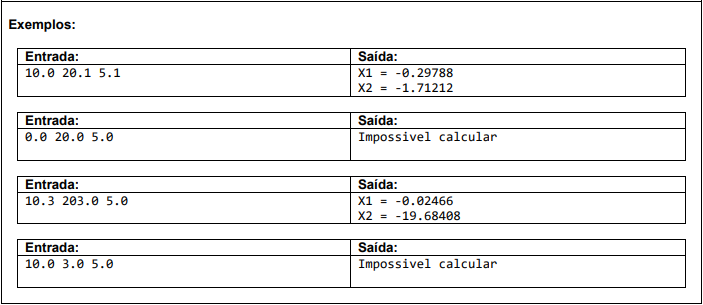 Exemplos:
Entrada: Saída:
10.0 20.1 5.1 X1 = -0.29788
X2 = -1.71212
Entrada: Saída:
0.0 20.0 5.0 Impossivel calcular
Entrada: Saída:
10.3 203.0 5.0 X1 = -0.02466
X2 = -19.68408
Entrada: Saída:
10.0 3.0 5.0 Impossivel calcular